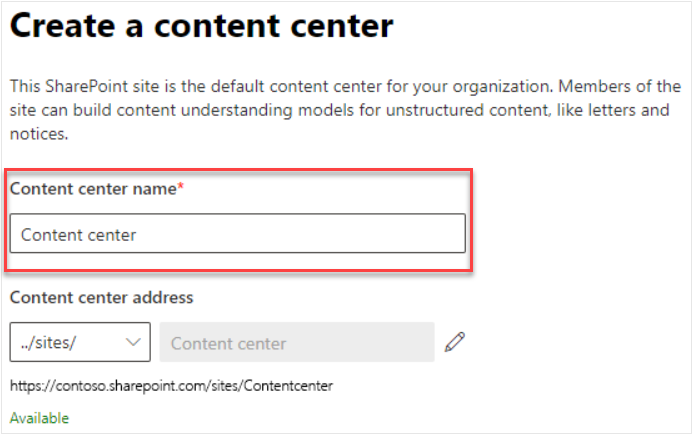 Create a content center
This SharePoint site is the default content center for your organization. Members of the
site can build content understanding models for unstructured content, like letters and
notices.
Content center name*
Content center
Content center address
../sites/ Content center
https://contoso.sharepoint.com/sites/Contentcenter
Available